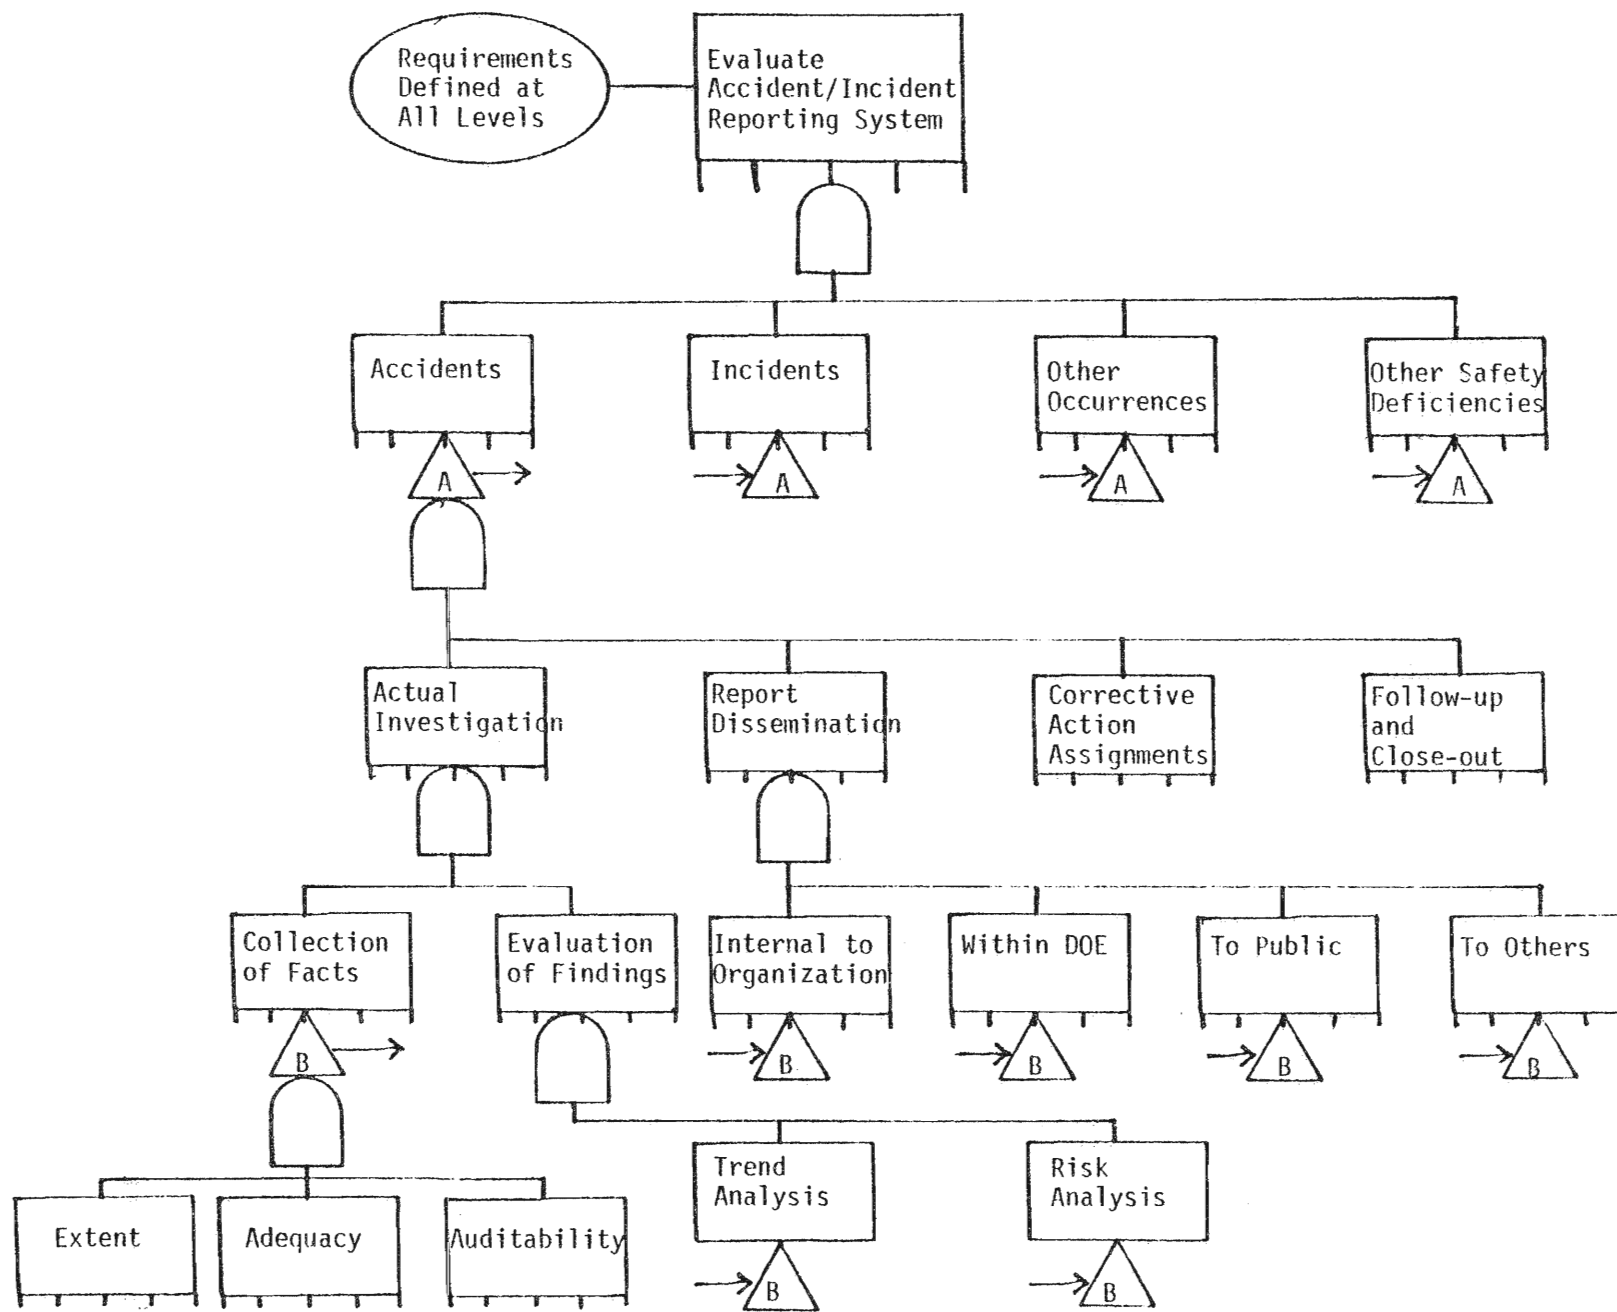 Requirements
Defined at
All Levels
Evaluate
Accident/Incident
Reporting System
Accidents
Incidents
Other
Occurrences
Other Safety
Deficiencies
A
A
A
A
Actual
Investigation
Report
Dissemination
Corrective
Action
Assignments
Follow-up
and
Close-out
Collection
of Facts
Evaluation
of Findings
Internal to
Organization
Within DOE
To Public
To Others
B
B
B
B
B
Trend
Analysis
Risk
Analysis
Extent
Adequacy
Auditability
B
B